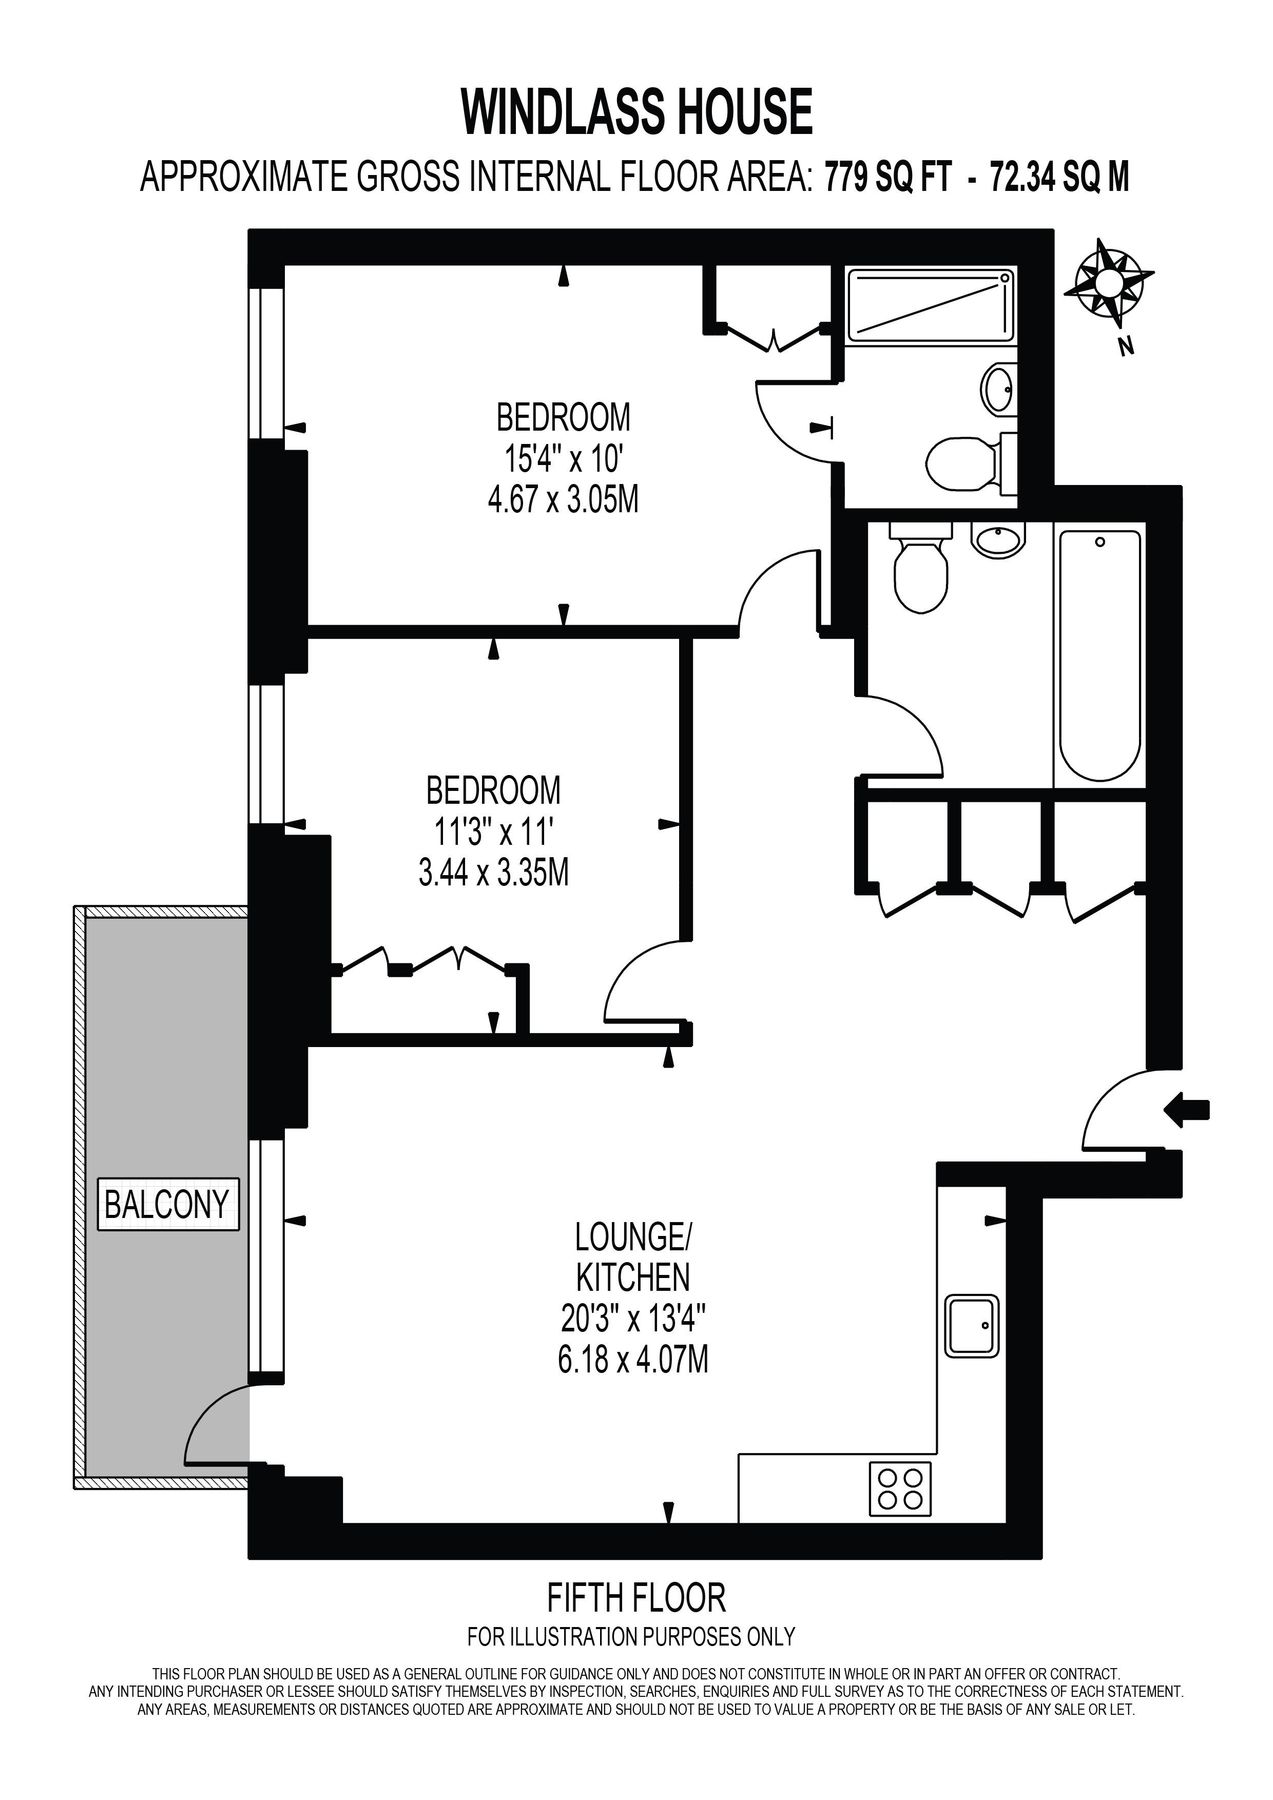 WINDLASS HOUSE
APPROXIMATE GROSS INTERNAL FLOOR AREA: 779 SQ FT - 72.34 SQ M
N
BEDROOM
15'4" x 10'
4.67 x 3.05M
BEDROOM
11'3" x 11'
3.44 x 3.35M
BALCONY
LOUNGE/
KITCHEN
20'3" x 13'4"
6.18 x 4.07M
FIFTH FLOOR
FOR ILLUSTRATION PURPOSES ONLY
THIS FLOOR PLAN SHOULD BE USED AS A GENERAL OUTLINE FOR GUIDANCE ONLY AND DOES NOT CONSTITUTE IN WHOLE OR IN PART AN OFFER OR CONTRACT.
ANY INTENDING PURCHASER OR LESSEE SHOULD SATISFY THEMSELVES BY INSPECTION, SEARCHES, ENQUIRIES AND FULL SURVEY AS TO THE CORRECTNESS OF EACH STATEMENT.
ANY AREAS, MEASUREMENTS OR DISTANCES QUOTED ARE APPROXIMATE AND SHOULD NOT BE USED TO VALUE A PROPERTY OR BE THE BASIS OF ANY SALE OR LET.